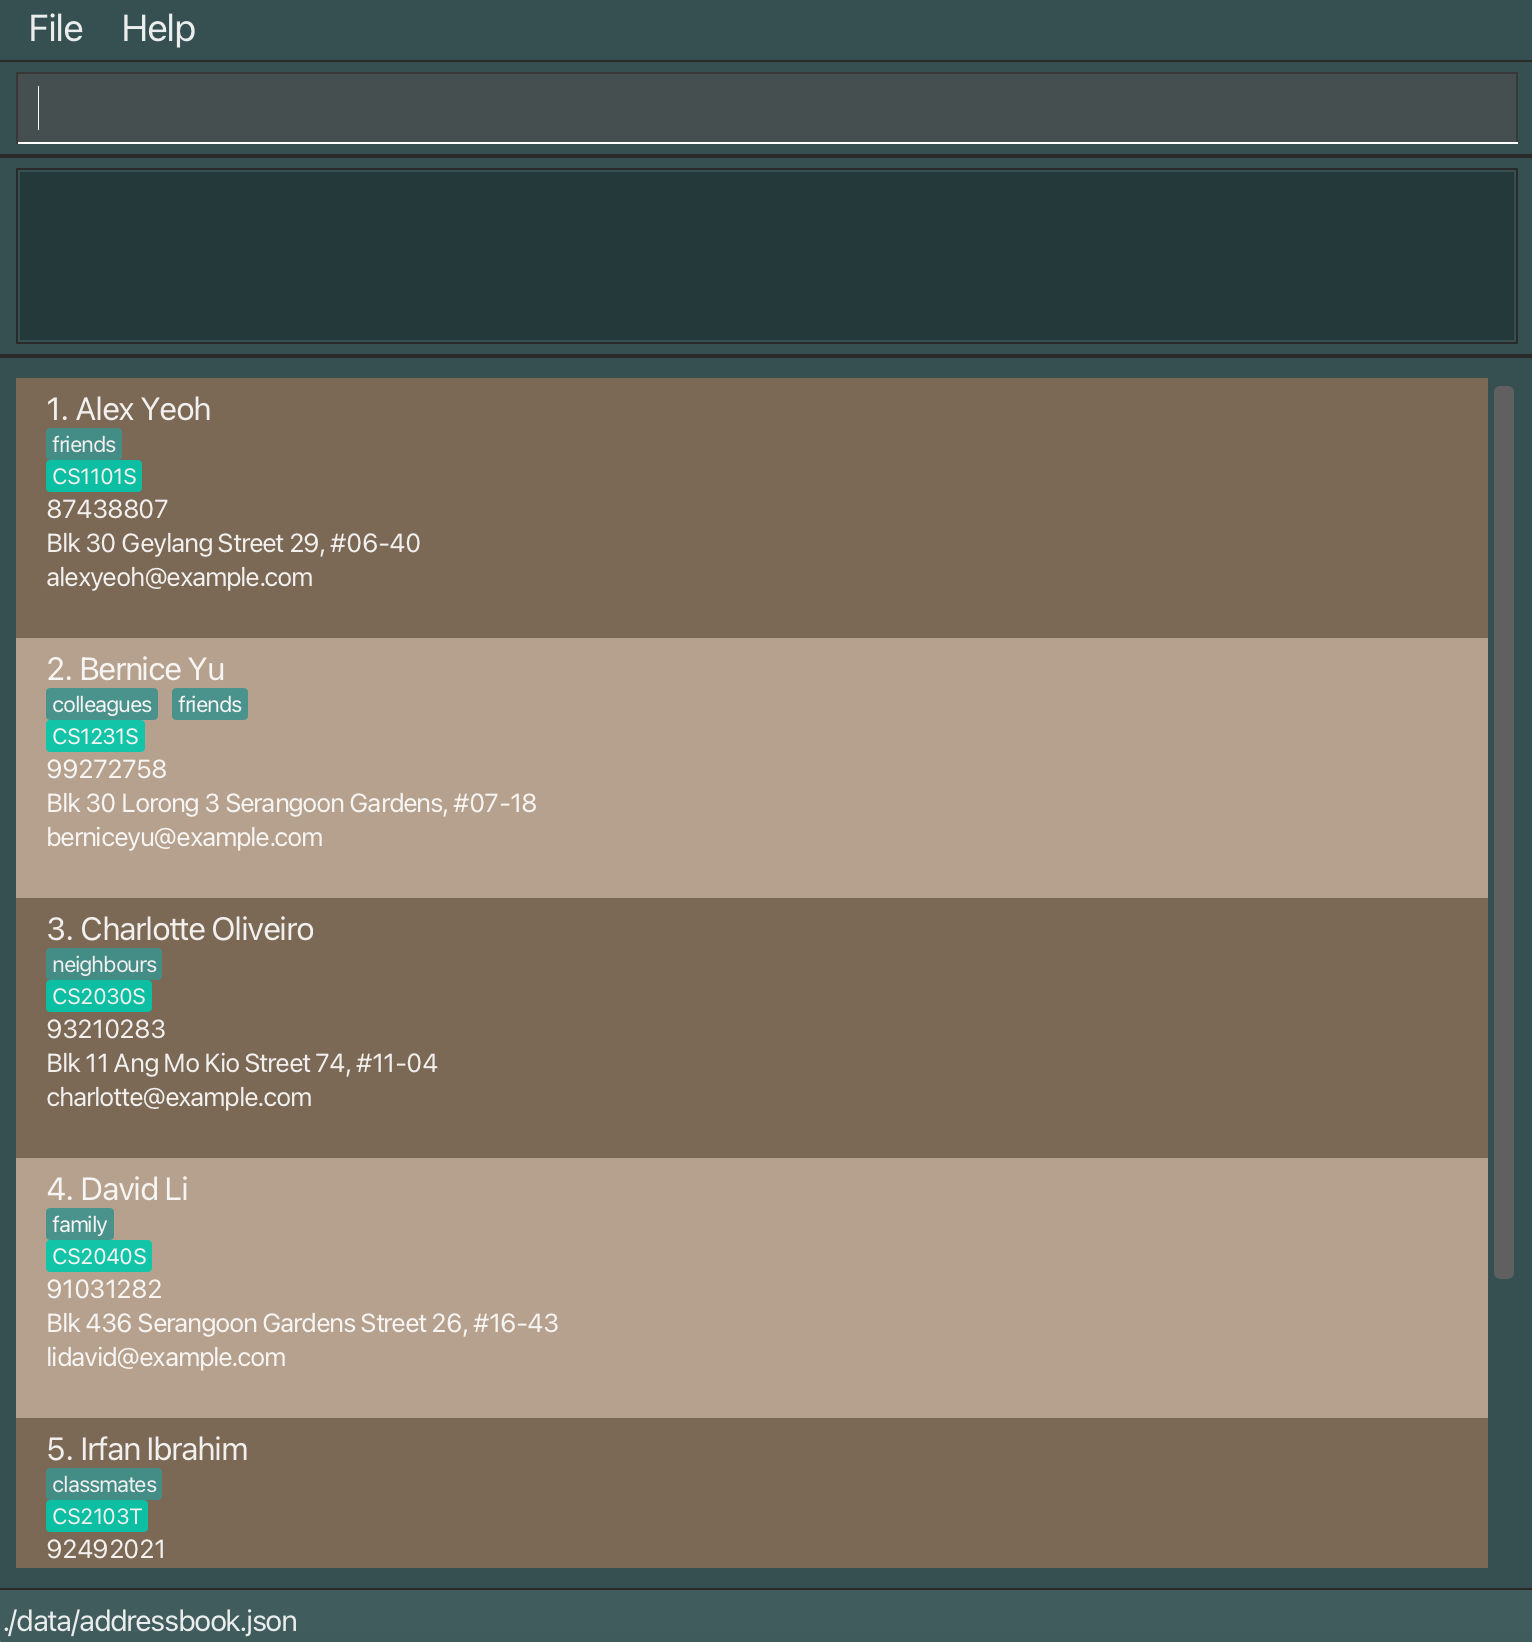 File Help
1. Alex Yeoh
friends
CS1101S
87438807
Blk 30 Geylang Street 29, #06-40
alexyeoh@example.com
2. Bernice Yu
colleagues friends
CS1231S
99272758
Blk 30 Lorong 3 Serangoon Gardens, #07-18
berniceyu@example.com
3. Charlotte Oliveiro
neighbours
CS2030S
93210283
Blk 11 Ang Mo Kio Street 74, #11-04
charlotte@example.com
4. David Li
family
CS2040S
91031282
Blk 436 Serangoon Gardens Street 26, #16-43
lidavid@example.com
5. Irfan Ibrahim
classmates
CS2103T
92492021
./data/addressbook.json